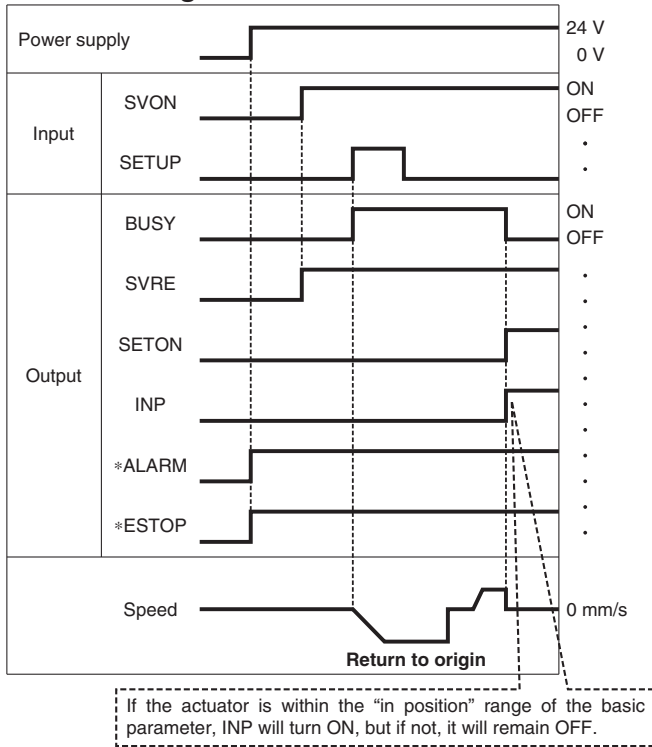 Power supply
24 V
0 V
Input
SVON
ON
OFF
SETUP
Output
BUSY
ON
OFF
SVRE
SETON
INP
*ALARM
*ESTOP
Speed
0 mm/s
Return to origin
If the actuator is within the “in position” range of the basic
parameter, INP will turn ON, but if not, it will remain OFF.